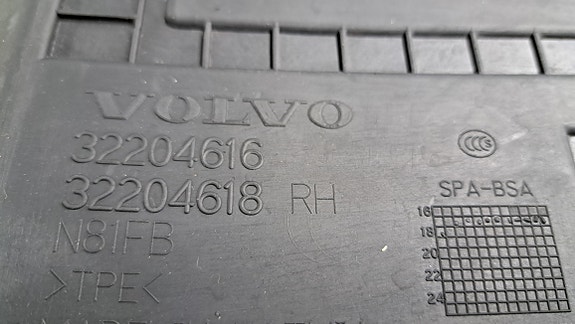 VOLVO
32204616
32204618 RH
N81FB
>TPE<
SPA-BSA
16
18
20
22
24